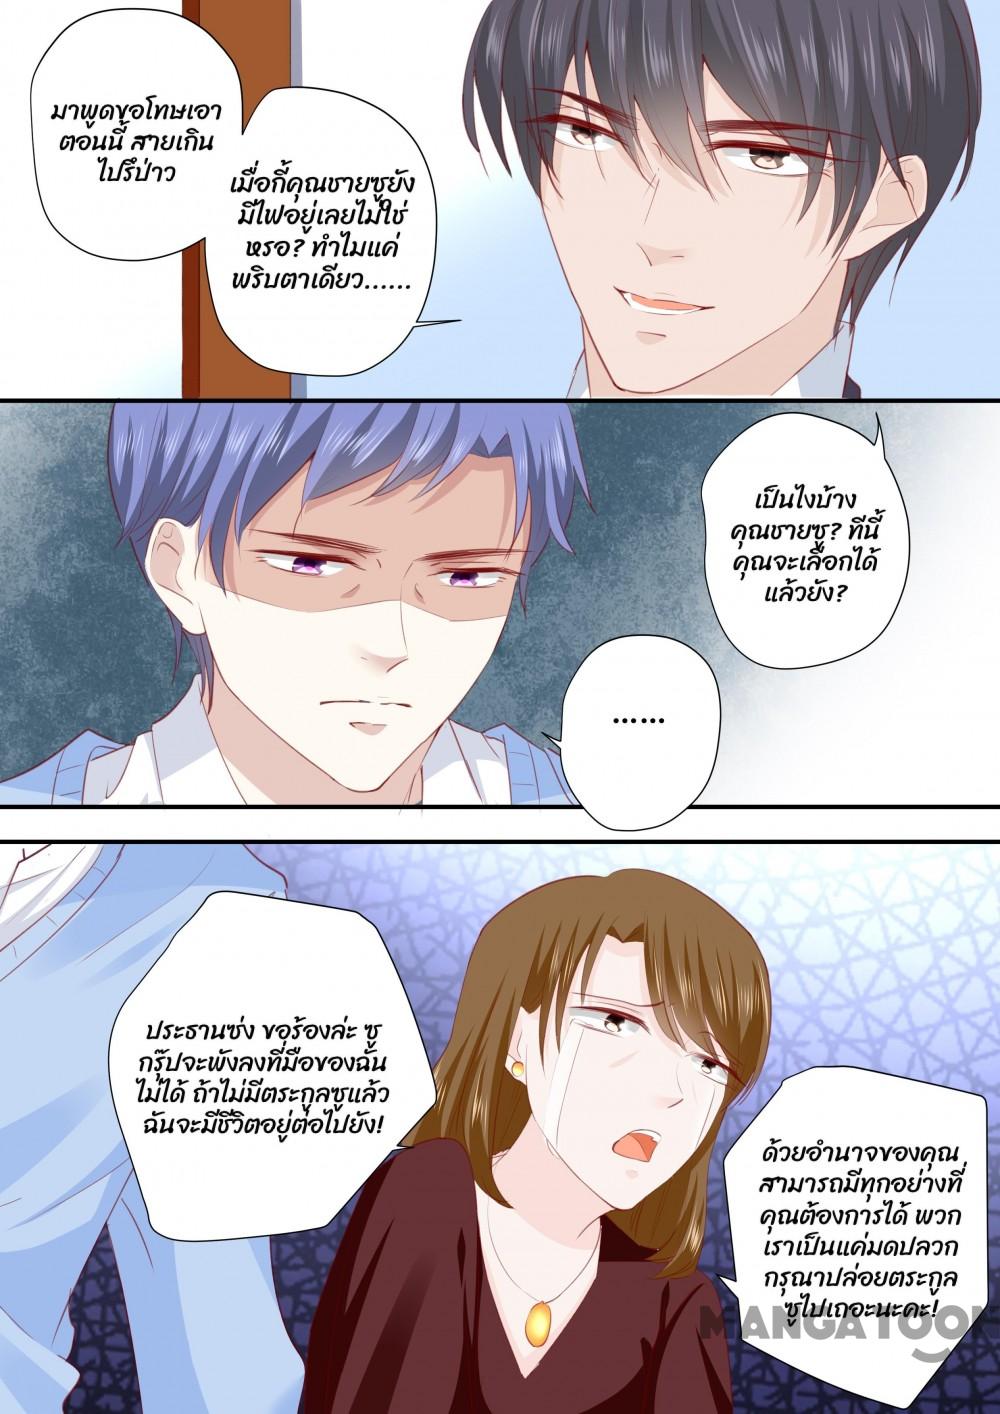 มาพูดขอโทษเอา
ตอนนี้ สายเกิน
ไปรึป่าว
เมื่อกี้คุณชายซูยัง
มีไฟอยู่เลยไม่ใช่
หรอ? ทำไมแค่
พริบตาเดียว......
เป็นไงบ้าง
คุณชายซู? ทีนี้
คุณจะเลือกได้
แล้วยัง?
......
ประธานซ่ง ขอร้องล่ะ ซู
กรุ๊ปจะพังลงที่มือของฉัน
ไม่ได้ ถ้าไม่มีตระกูลซูแล้ว
ฉันจะมีชีวิตอยู่ต่อไปยัง!
ด้วยอำนาจของคุณ
สามารถมีทุกอย่างที่
คุณต้องการได้ พวก
เราเป็นแค่มดปลวก
กรุณาปล่อยตระกูล
ซูไปเถอะนะคะ!
MANGATOON